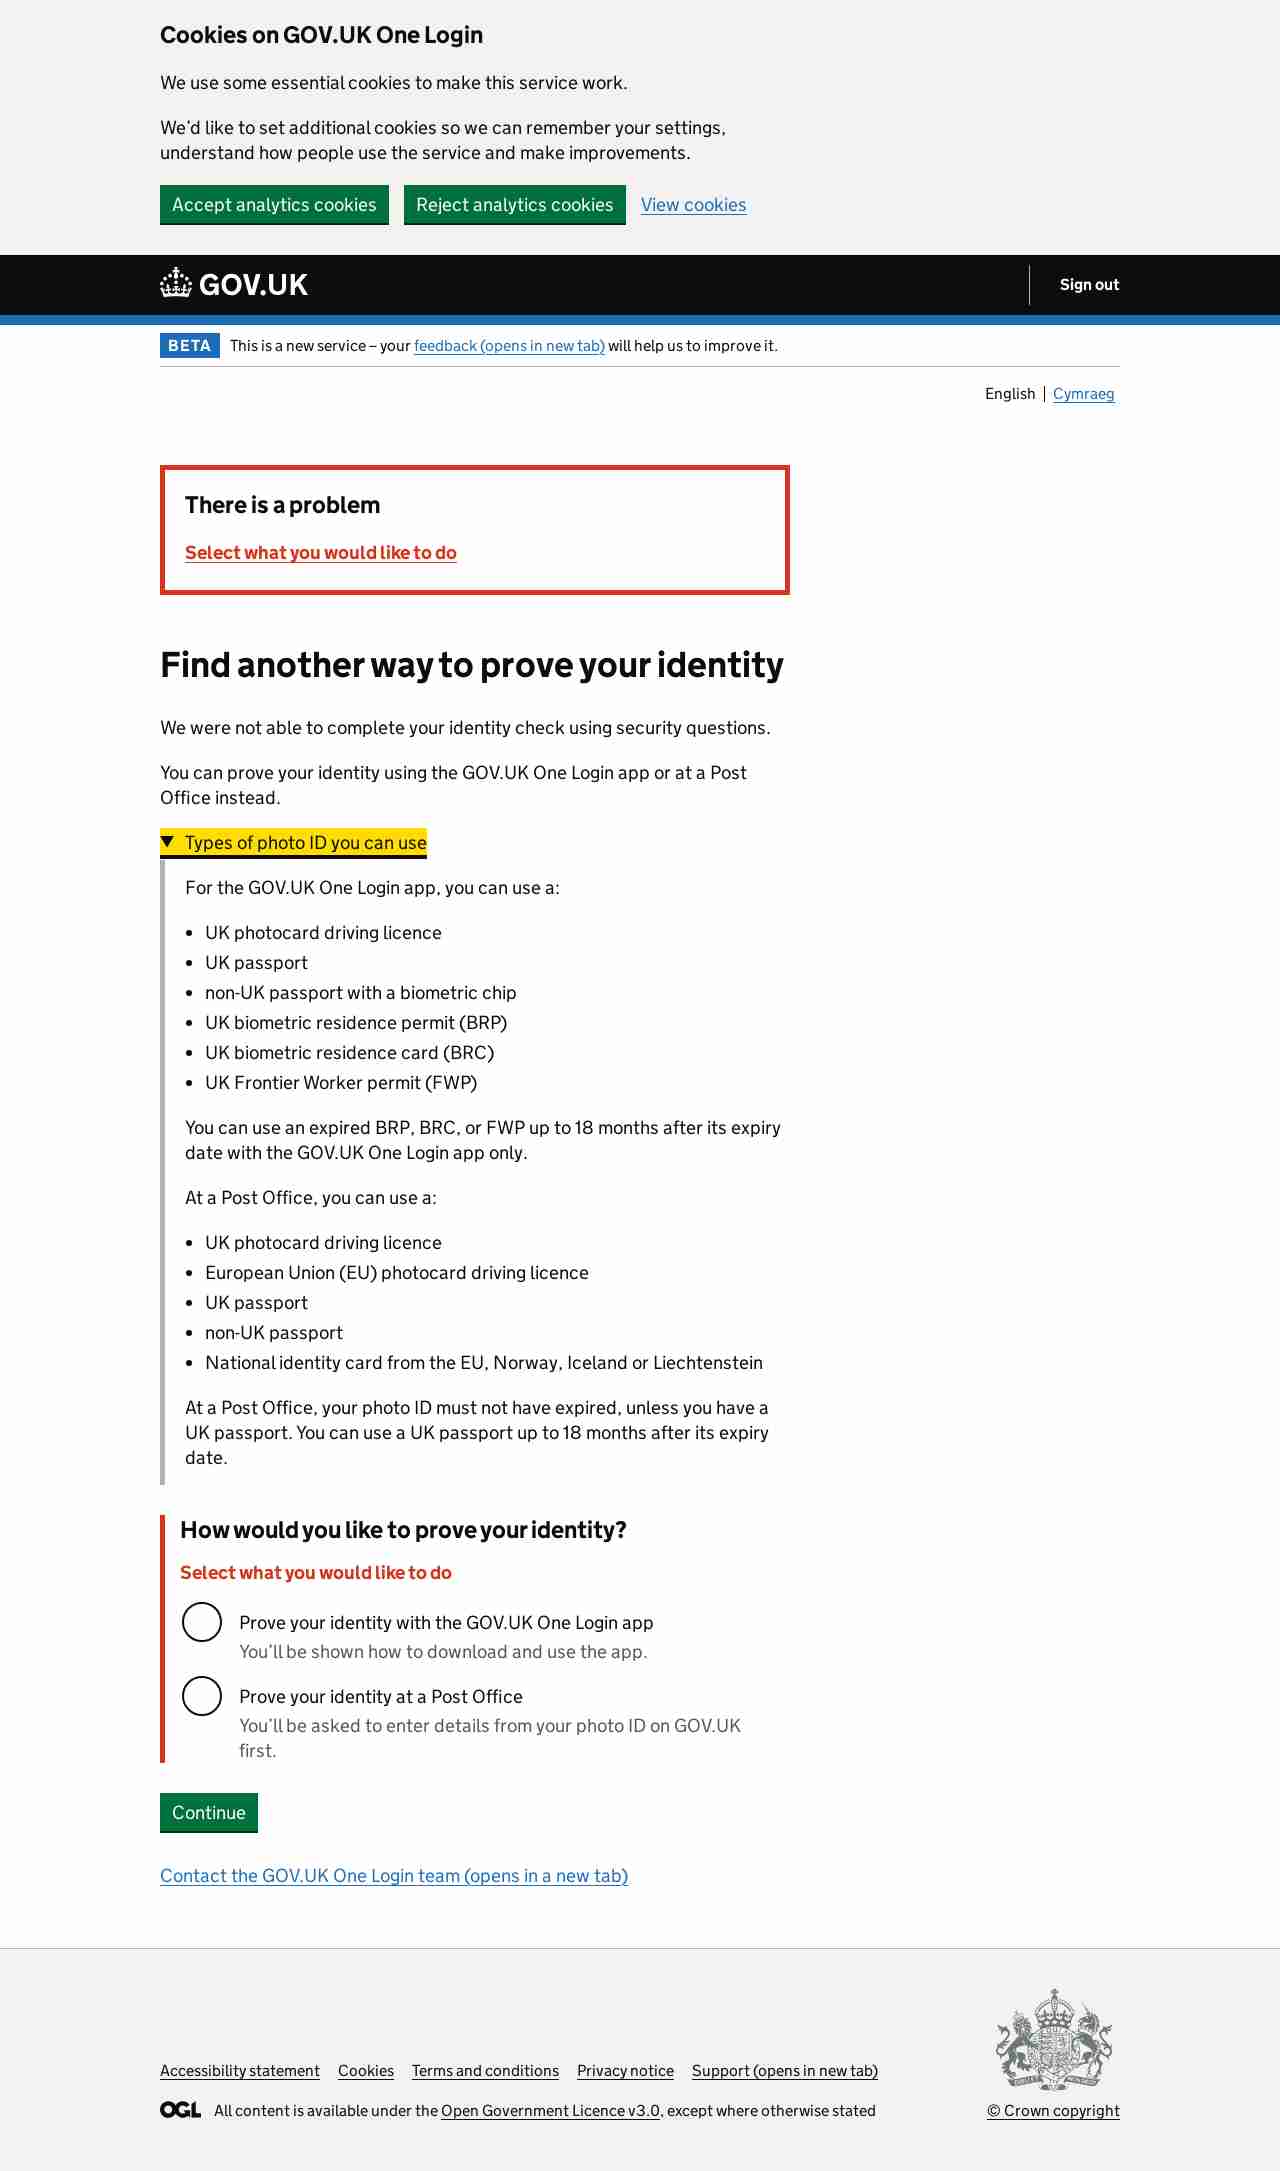 Cookies on GOV.UK One Login
We use some essential cookies to make this service work.
We'd like to set additional cookies so we can remember your settings,
understand how people use the service and make improvements.
Accept analytics cookies Reject analytics cookies View cookies
GOV.UK Sign out
BETA This is a new service – your feedback (opens in new tab) will help us to improve it.
English Cymraeg
There is a problem
Select what you would like to do
Find another way to prove your identity
We were not able to complete your identity check using security questions.
You can prove your identity using the GOV.UK One Login app or at a Post
Office instead.
Types of photo ID you can use
For the GOV.UK One Login app, you can use a:
• UK photocard driving licence
• UK passport
• non-UK passport with a biometric chip
• UK biometric residence permit (BRP)
• UK biometric residence card (BRC)
• UK Frontier Worker permit (FWP)
You can use an expired BRP, BRC, or FWP up to 18 months after its expiry
date with the GOV.UK One Login app only.
At a Post Office, you can use a:
• UK photocard driving licence
• European Union (EU) photocard driving licence
• UK passport
• non-UK passport
• National identity card from the EU, Norway, Iceland or Liechtenstein
At a Post Office, your photo ID must not have expired, unless you have a
UK passport. You can use a UK passport up to 18 months after its expiry
date.
How would you like to prove your identity?
Select what you would like to do
Prove your identity with the GOV.UK One Login app
You'll be shown how to download and use the app.
Prove your identity at a Post Office
You'll be asked to enter details from your photo ID on GOV.UK
first.
Continue
Contact the GOV.UK One Login team (opens in a new tab)
Accessibility statement Cookies Terms and conditions Privacy notice Support (opens in new tab)
OGL All content is available under the Open Government Licence v3.0, except where otherwise stated
© Crown copyright